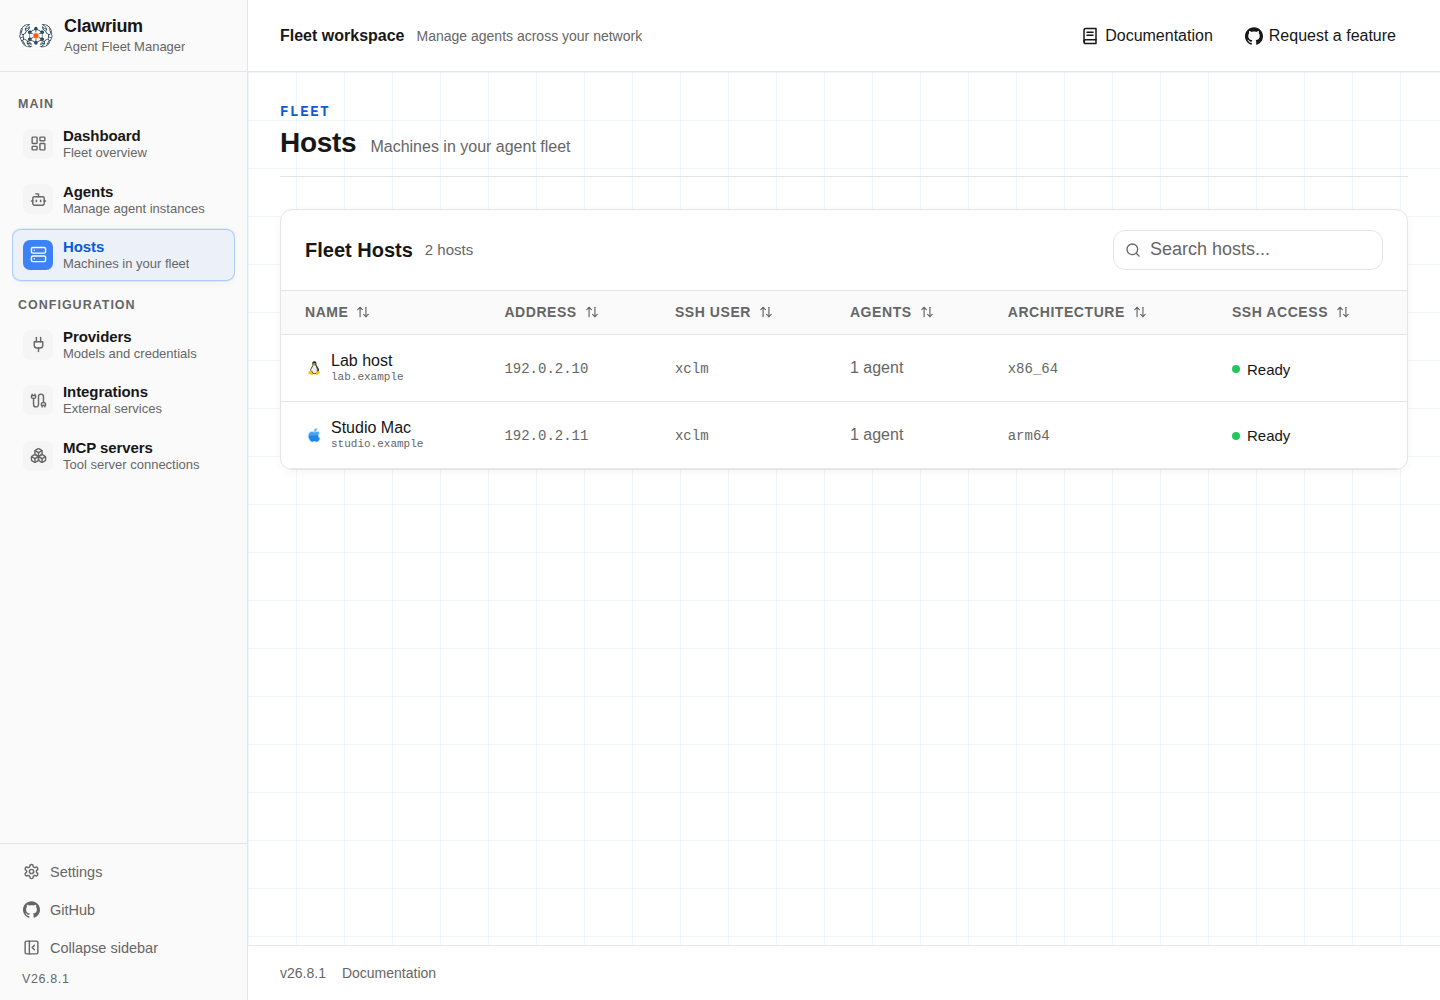 Clawrium
Agent Fleet Manager
MAIN
Dashboard
Fleet overview
Agents
Manage agent instances
Hosts
Machines in your fleet
CONFIGURATION
Providers
Models and credentials
Integrations
External services
MCP servers
Tool server connections
Settings
GitHub
Collapse sidebar
V26.8.1
Fleet workspace Manage agents across your network Documentation Request a feature
FLEET
Hosts Machines in your agent fleet
Fleet Hosts 2 hosts Search hosts...
NAME ADDRESS SSH USER AGENTS ARCHITECTURE SSH ACCESS
Lab host 192.0.2.10 xclm 1 agent x86_64 Ready
lab.example
Studio Mac 192.0.2.11 xclm 1 agent arm64 Ready
studio.example
v26.8.1 Documentation